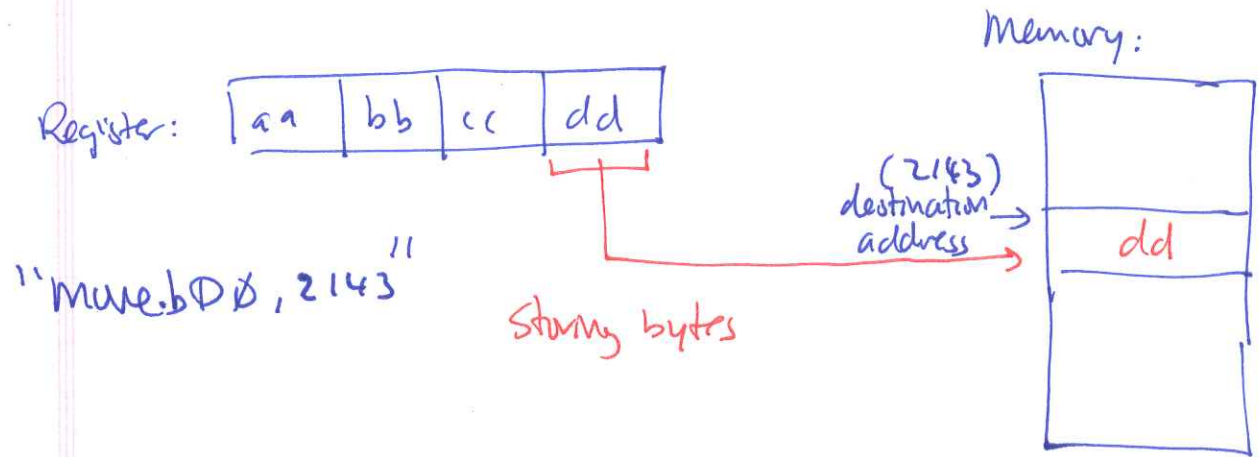 Memory:
Register: aa bb cc dd
(2143)
destination
address
dd
"move.b D0, 2143"
Storing bytes